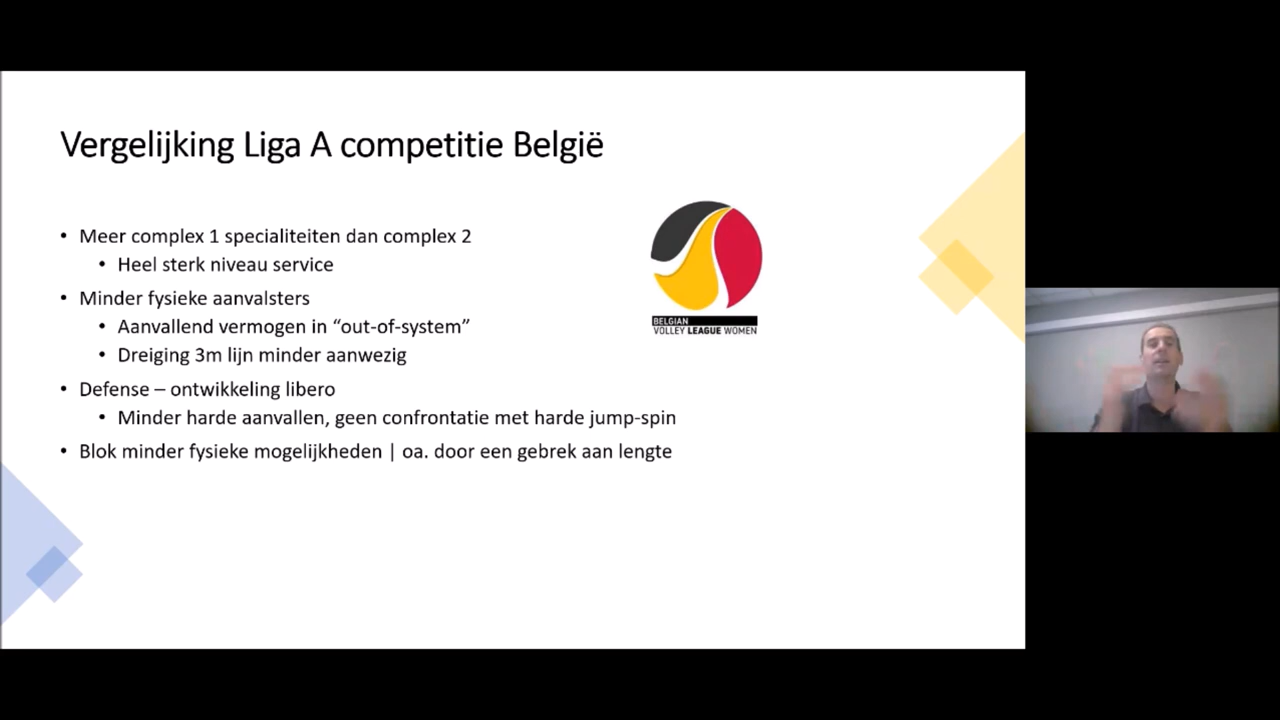 Vergelijking Liga A competitie België
• Meer complex 1 specialiteiten dan complex 2
• Heel sterk niveau service
• Minder fysieke aanvalsters
• Aanvallend vermogen in “out-of-system”
• Dreiging 3m lijn minder aanwezig
• Defense – ontwikkeling libero
• Minder harde aanvallen, geen confrontatie met harde jump-spin
• Blok minder fysieke mogelijkheden | oa. door een gebrek aan lengte
BELGIAN
VOLLEY LEAGUE WOMEN